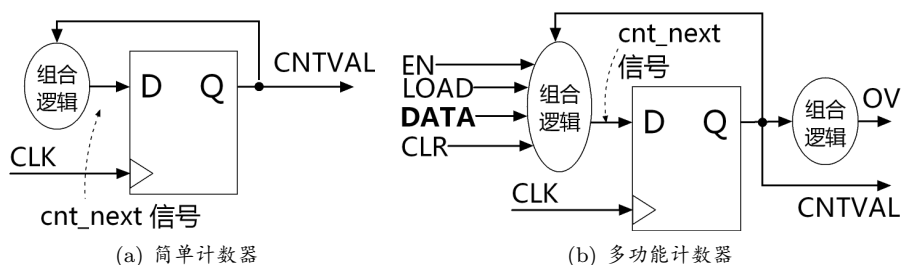 组合
逻辑
D
Q
CNTVAL
CLK
cnt_next 信号
(a) 简单计数器
EN
LOAD
DATA
CLR
组合
逻辑
cnt_next
信号
D
Q
组合
逻辑
OV
CLK
CNTVAL
(b) 多功能计数器